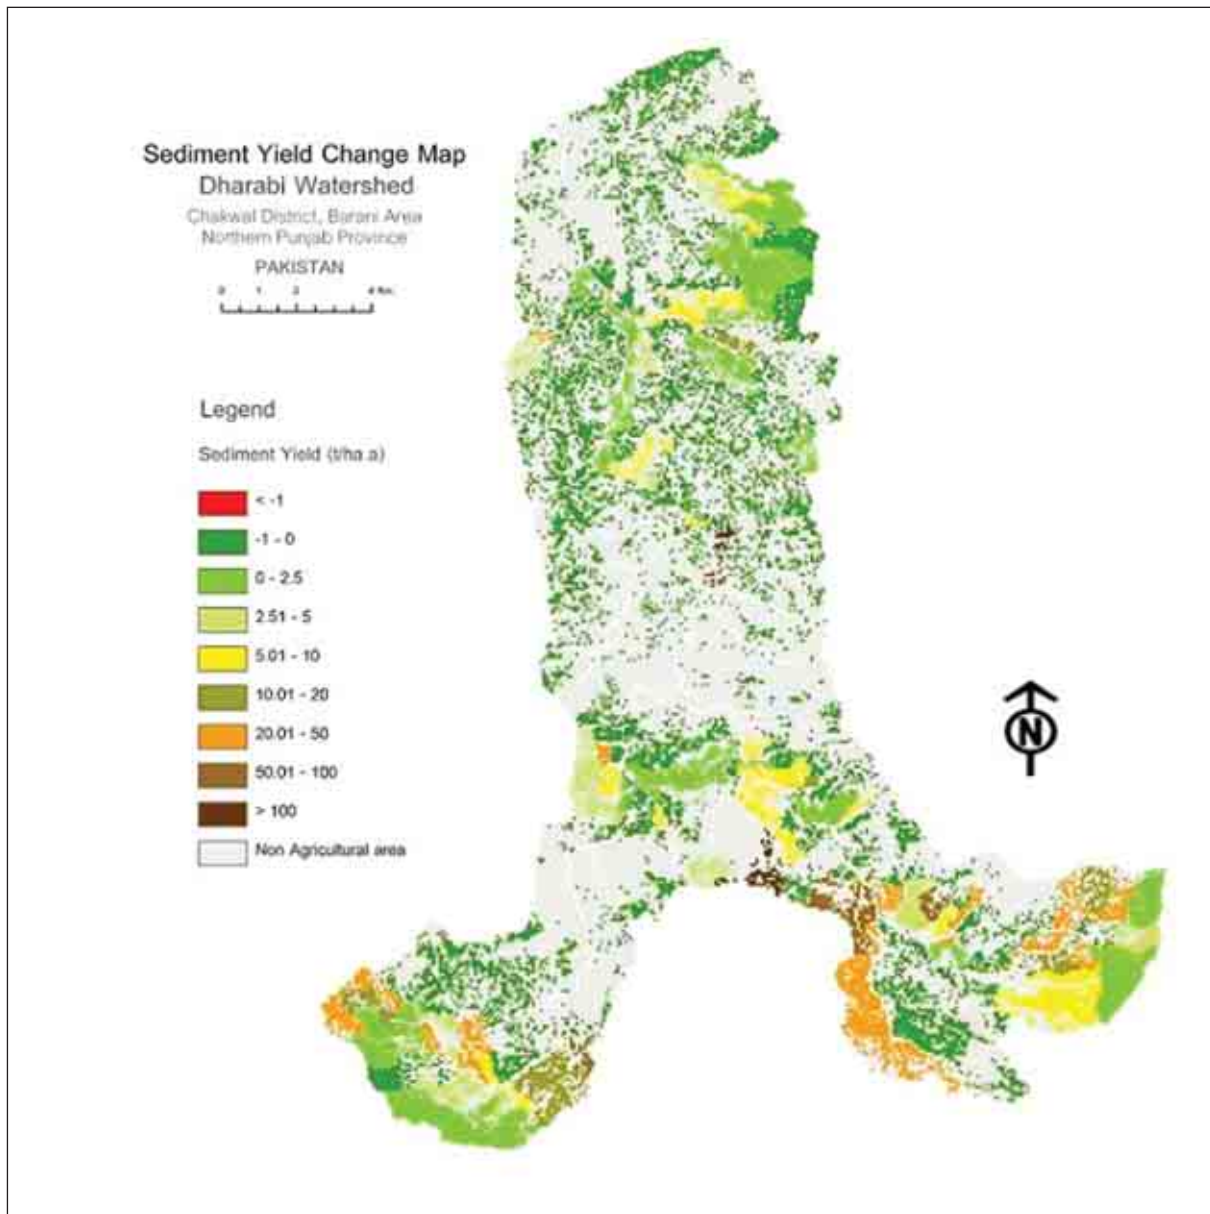 Sediment Yield Change Map
Dharabi Watershed
Chakwal District, Barani Area
Northern Punjab Province
PAKISTAN
0 1 2 4 Km.
Legend
Sediment Yield (t/ha.a)
< -1
-1 - 0
0 - 2.5
2.51 - 5
5.01 - 10
10.01 - 20
20.01 - 50
50.01 - 100
> 100
Non Agricultural area
N